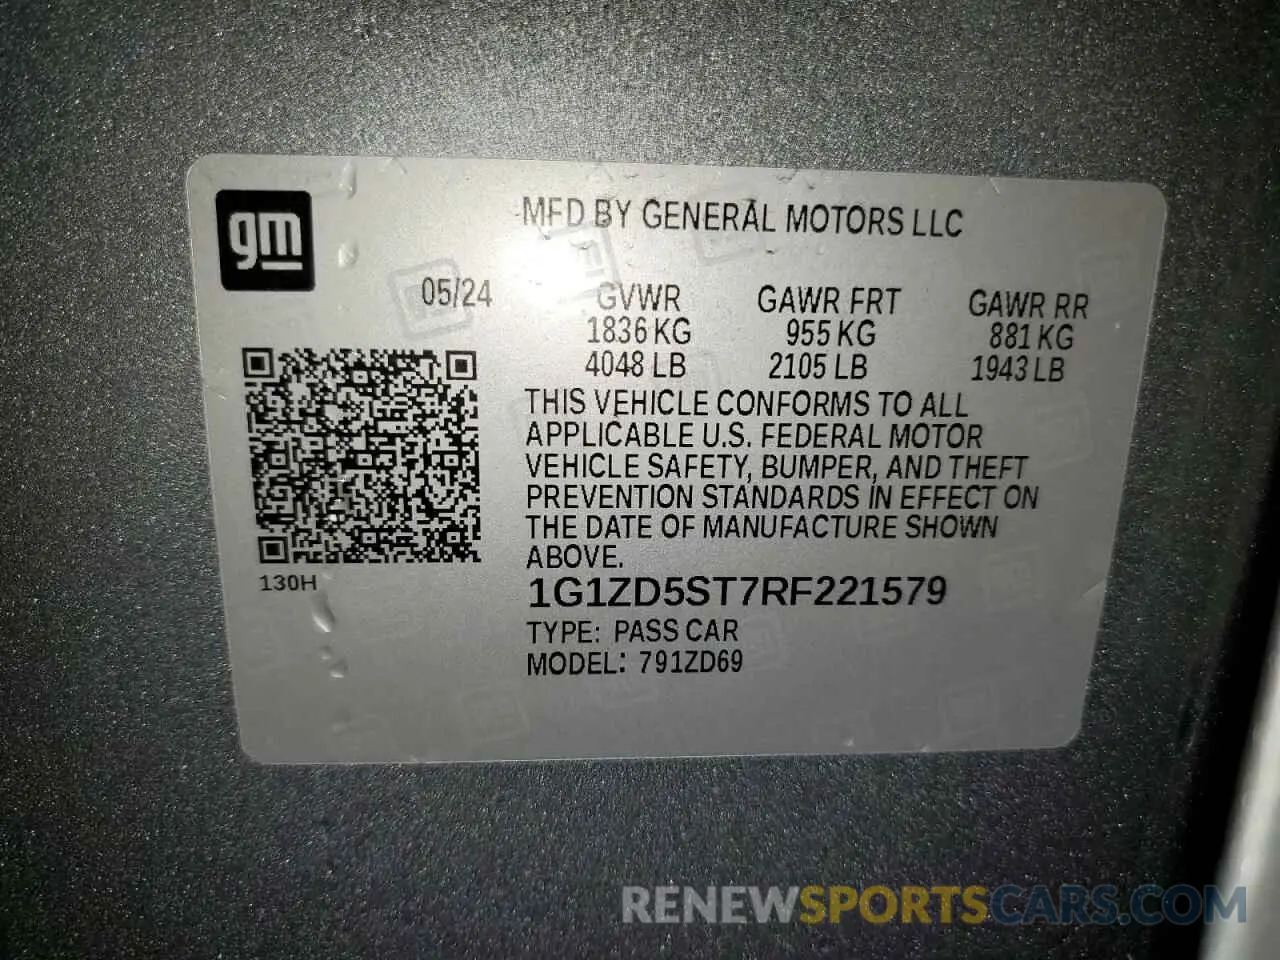 gm
MFD BY GENERAL MOTORS LLC
05/24 GVWR GAWR FRT GAWR RR
1836 KG 955 KG 881 KG
4048 LB 2105 LB 1943 LB
THIS VEHICLE CONFORMS TO ALL
APPLICABLE U.S. FEDERAL MOTOR
VEHICLE SAFETY, BUMPER, AND THEFT
PREVENTION STANDARDS IN EFFECT ON
THE DATE OF MANUFACTURE SHOWN
ABOVE.
130H
1G1ZD5ST7RF221579
TYPE: PASS CAR
MODEL: 791ZD69
RENEWSPORTSCARS.COM